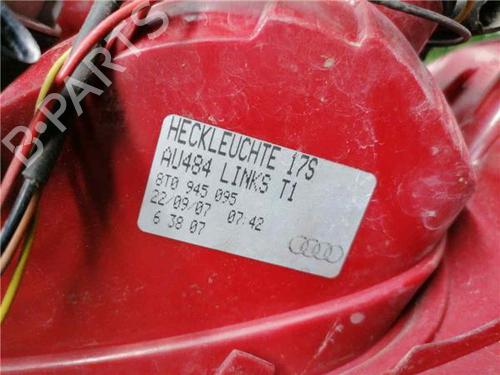 HECKLEUCHTE 17S
AU484 LINKS T1
8T0 945 095
22/09/07 07:42
6 38 07
B-PARTS